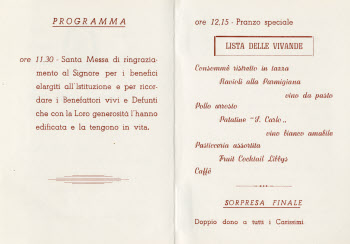 PROGRAMMA
ore 11.30 - Santa Messa di ringrazia-
mento al Signore per i benefici
elargiti all'Istituzione e per ricor-
dare i Benefattori vivi e Defunti
che con la Loro generosità l'hanno
edificata e la tengono in vita.
ore 12.15 - Pranzo speciale
LISTA DELLE VIVANDE
Consommé ristretto in tazza
Ravioli alla Parmigiana
vino da pasto
Pollo arrosto
Patatine "S. Carlo"
vino bianco amabile
Pasticceria assortita
Fruit Cocktail Libbys
Caffè
SORPRESA FINALE
Doppio dono a tutti i Carissimi